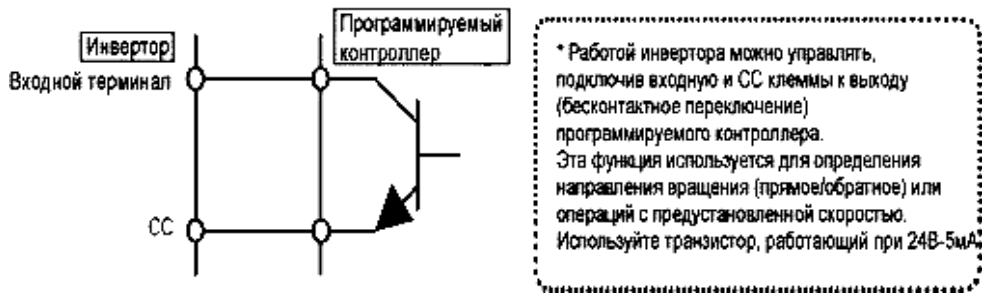 Инвертор
Программируемый
контроллер
Входной терминал
CC
* Работой инвертора можно управлять,
подключив входную и СС клеммы к выходу
(бесконтактное переключение)
программируемого контроллера.
Эта функция используется для определения
направления вращения (прямое/обратное) или
операций с предустановленной скоростью.
Используйте транзистор, работающий при 24В-5мА